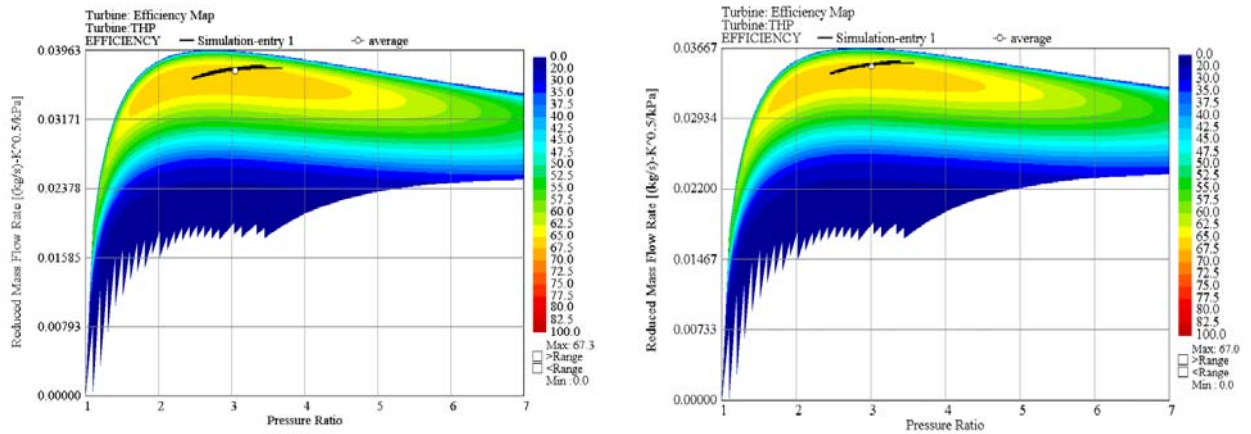 Turbine: Efficiency Map
Turbine:THP
EFFICIENCY Simulation-entry 1 average
0.03963
0.03171
0.02378
0.01585
0.00793
0.00000
Reduced Mass Flow Rate [(kg/s)-K^0.5/kPa]
1 2 3 4 5 6 7
Pressure Ratio
0.0
20.0
37.5
40.0
42.5
45.0
47.5
50.0
52.5
55.0
57.5
60.0
62.5
65.0
67.5
70.0
72.5
75.0
77.5
80.0
82.5
100.0
Max: 67.3
>Range
<Range
Min : 0.0
Turbine: Efficiency Map
Turbine:THP
EFFICIENCY Simulation-entry 1 average
0.03667
0.02934
0.02200
0.01467
0.00733
0.00000
Reduced Mass Flow Rate [(kg/s)-K^0.5/kPa]
1 2 3 4 5 6 7
Pressure Ratio
0.0
20.0
37.5
40.0
42.5
45.0
47.5
50.0
52.5
55.0
57.5
60.0
62.5
65.0
67.5
70.0
72.5
75.0
77.5
80.0
82.5
100.0
Max: 67.0
>Range
<Range
Min : 0.0